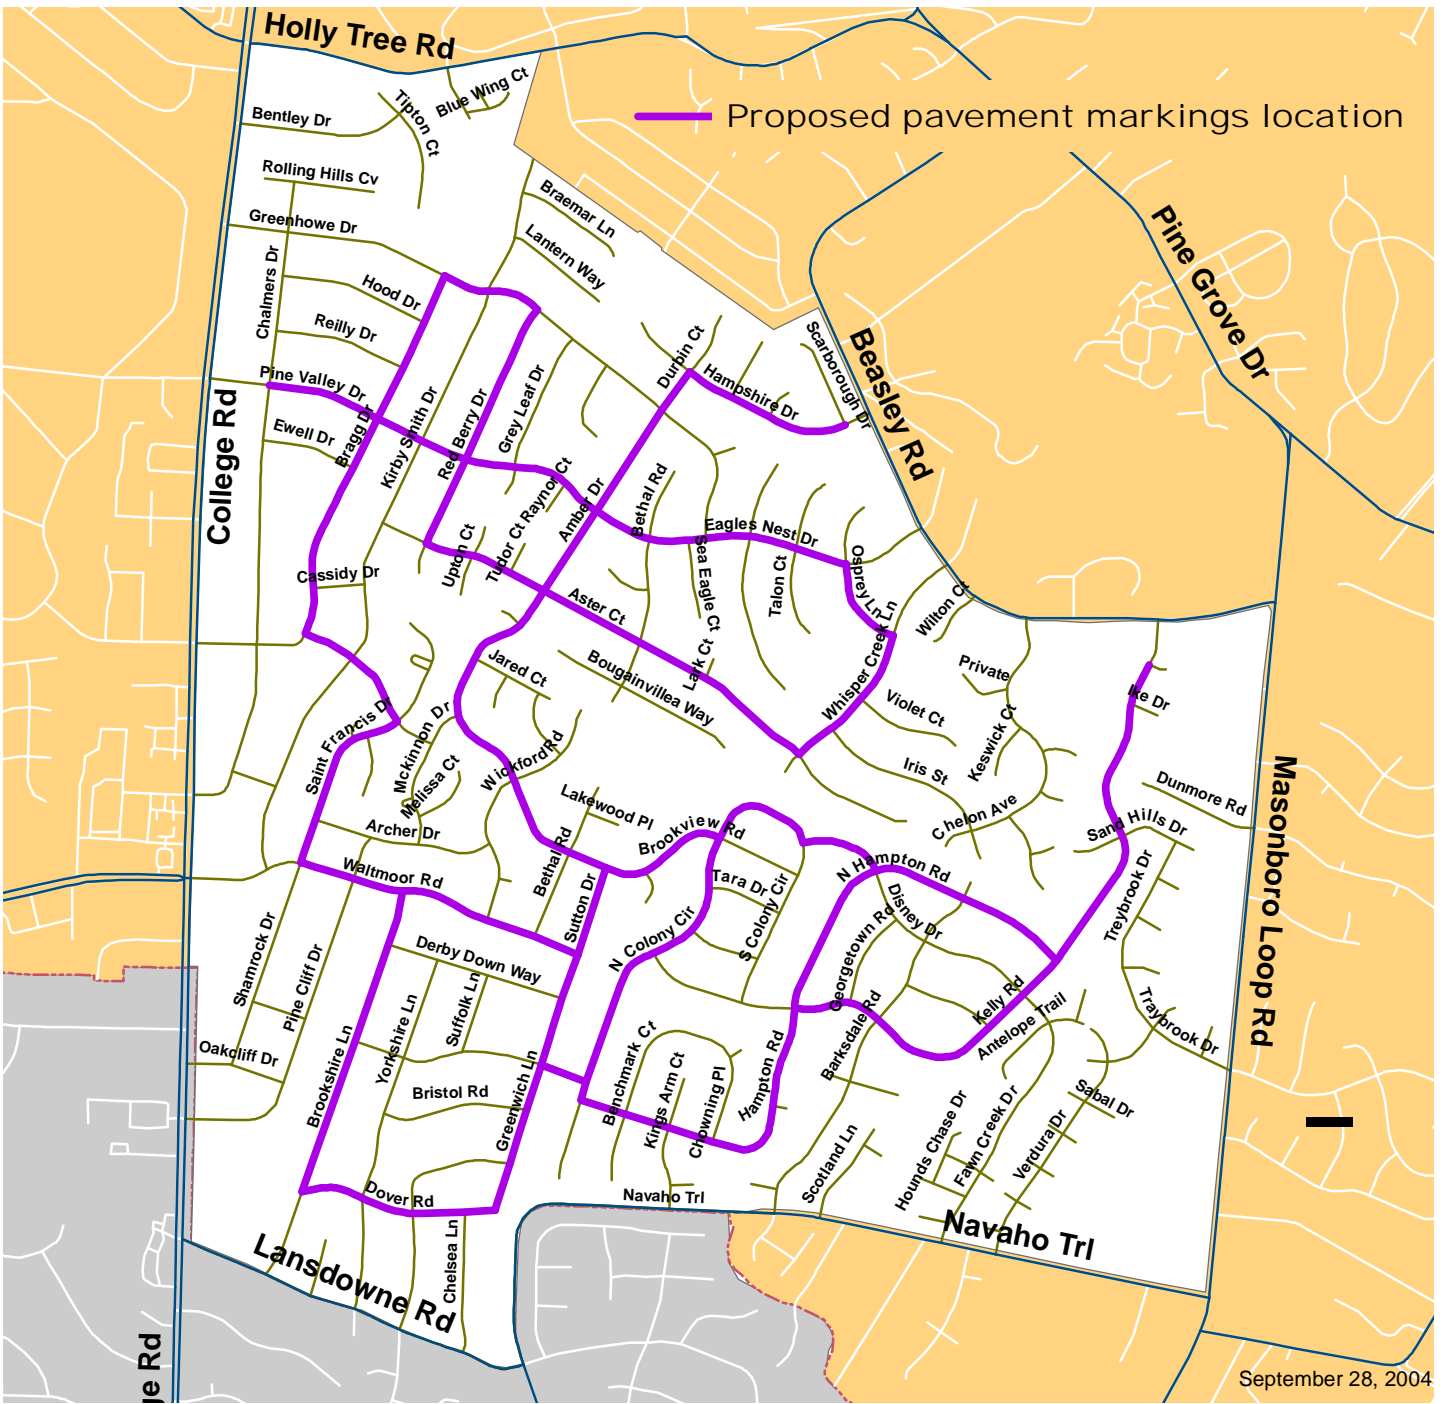 Holly Tree Rd
Blue Wing Ct
Tipton Ct
Bentley Dr
Proposed pavement markings location
Rolling Hills Cv
Braemar Ln
Greenhowe Dr
Lantern Way
Pine Grove Dr
Chalmers Dr
Hood Dr
Reilly Dr
Durbin Ct
Scarborough Dr
Beasley Rd
Hampshire Dr
Pine Valley Dr
Grey Leaf Dr
Red Berry Dr
Kirby Smith Dr
Bragg Dr
Ewell Dr
College Rd
Raynor Ct
Tudor Ct
Amber Dr
Bethal Rd
Eagles Nest Dr
Upton Ct
Sea Eagle Ct
Talon Ct
Osprey Ln
Cassidy Dr
Aster Ct
Wilton Ct
Whisper Creek Ln
Lark Ct
Jared Ct
Bougainvillea Way
Private
Ike Dr
Violet Ct
Keswick Ct
Saint Francis Dr
Mckinnon Dr
Melissa Ct
Wickford Rd
Iris St
Dunmore Rd
Masonboro Loop Rd
Lakewood Pl
Chelon Ave
Sand Hills Dr
Archer Dr
Brookview Rd
Bethal Rd
Waltmoor Rd
N Hampton Rd
Tara Dr
Treybrook Dr
Sutton Dr
S Colony Cir
N Colony Cir
Disney Dr
Georgetown Rd
Shamrock Dr
Pine Cliff Dr
Derby Down Way
Suffolk Ln
Yorkshire Ln
Kelly Rd
Antelope Trail
Traybrook Dr
Barksdale Rd
Oakcliff Dr
Brookshire Ln
Benchmark Ct
Kings Arm Ct
Chowning Pl
Hampton Rd
Bristol Rd
Greenwich Ln
Sabal Dr
Hounds Chase Dr
Fawn Creek Dr
Verdura Dr
Scotland Ln
Dover Rd
Navaho Trl
Navaho Trl
Chelsea Ln
Lansdowne Rd
ge Rd
September 28, 2004